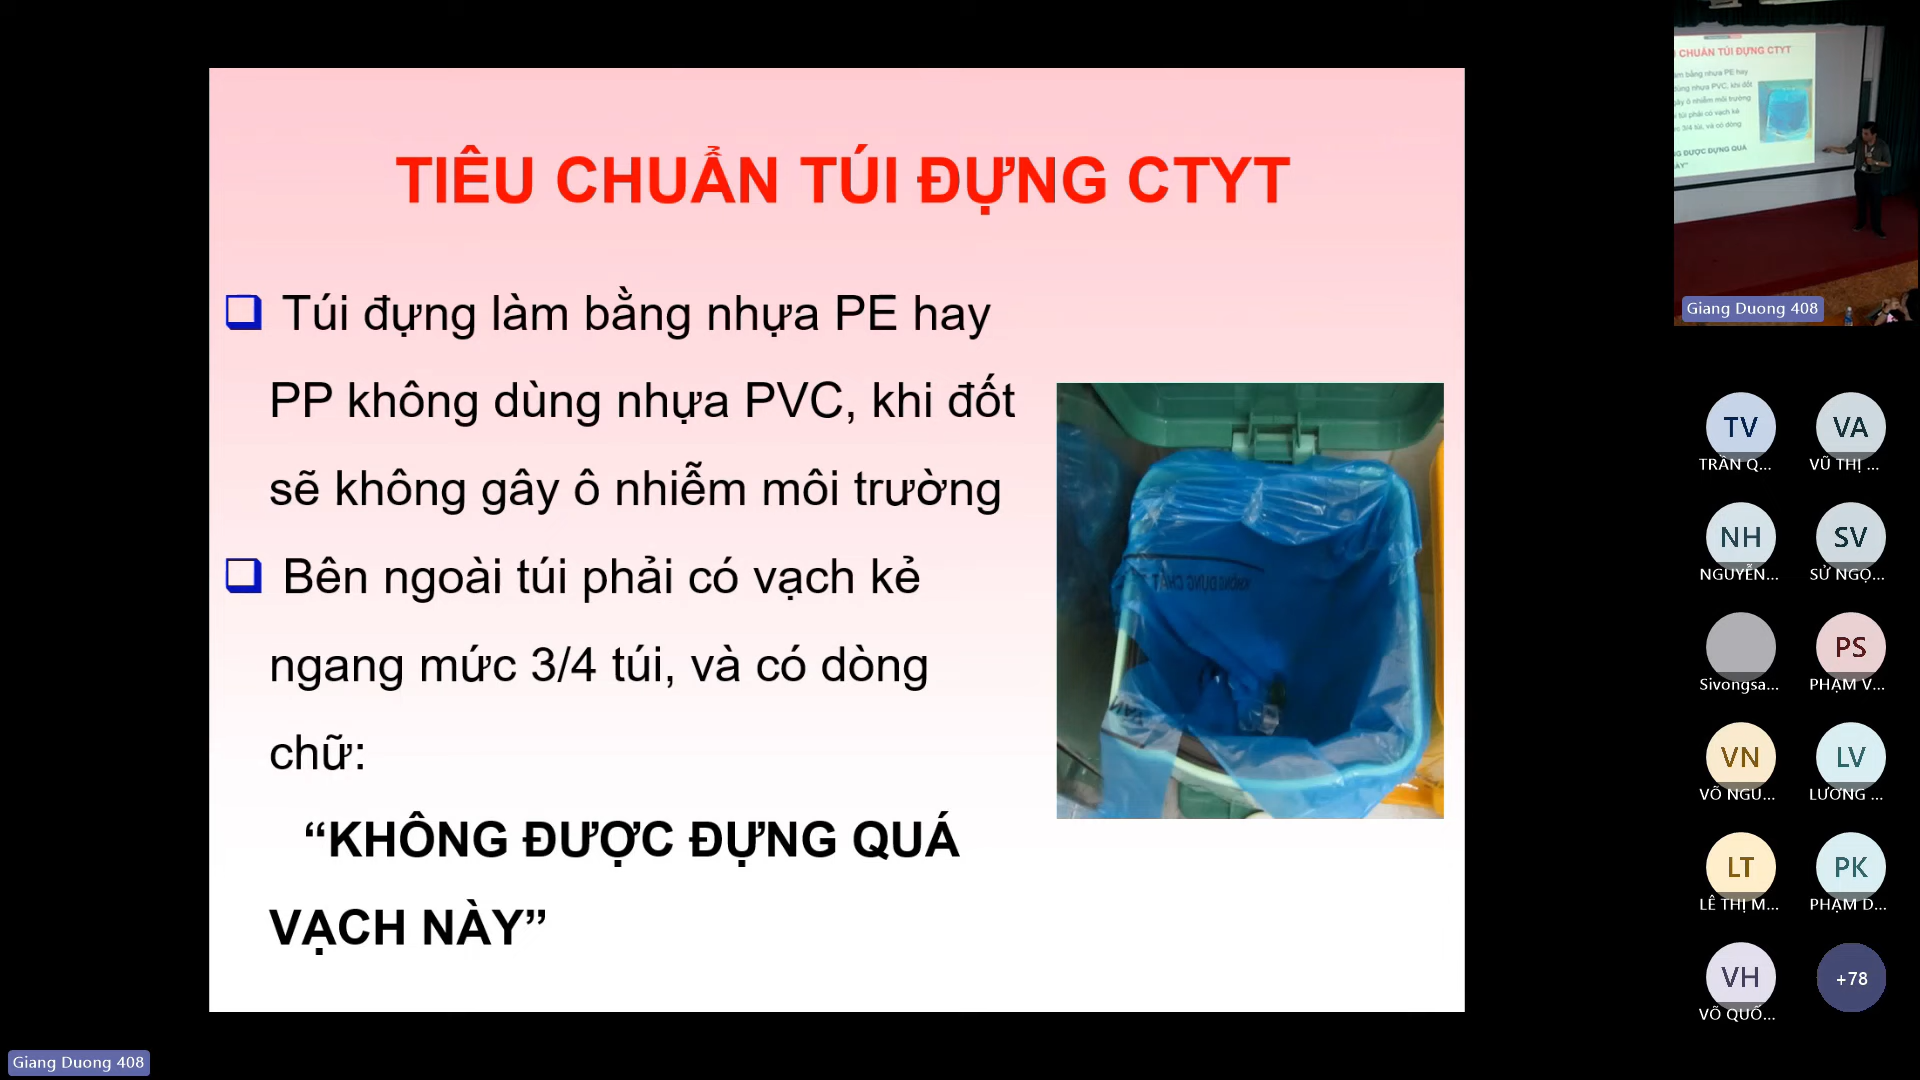 TIÊU CHUẨN TÚI ĐỰNG CTYT
❑ Túi đựng làm bằng nhựa PE hay
PP không dùng nhựa PVC, khi đốt
sẽ không gây ô nhiễm môi trường
❑ Bên ngoài túi phải có vạch kẻ
ngang mức 3/4 túi, và có dòng
chữ:
“KHÔNG ĐƯỢC ĐỰNG QUÁ
VẠCH NÀY”
CHUẨN TÚI ĐỰNG CTYT
Giang Duong 408
TV
TRẦN Q...
VA
VŨ THỊ ...
NH
NGUYỄN...
SV
SỬ NGỌ...
Sivongsa...
PS
PHẠM V...
VN
VÕ NGU...
LV
LƯƠNG ...
LT
LÊ THỊ M...
PK
PHẠM D...
VH
VÕ QUỐ...
+78
Giang Duong 408